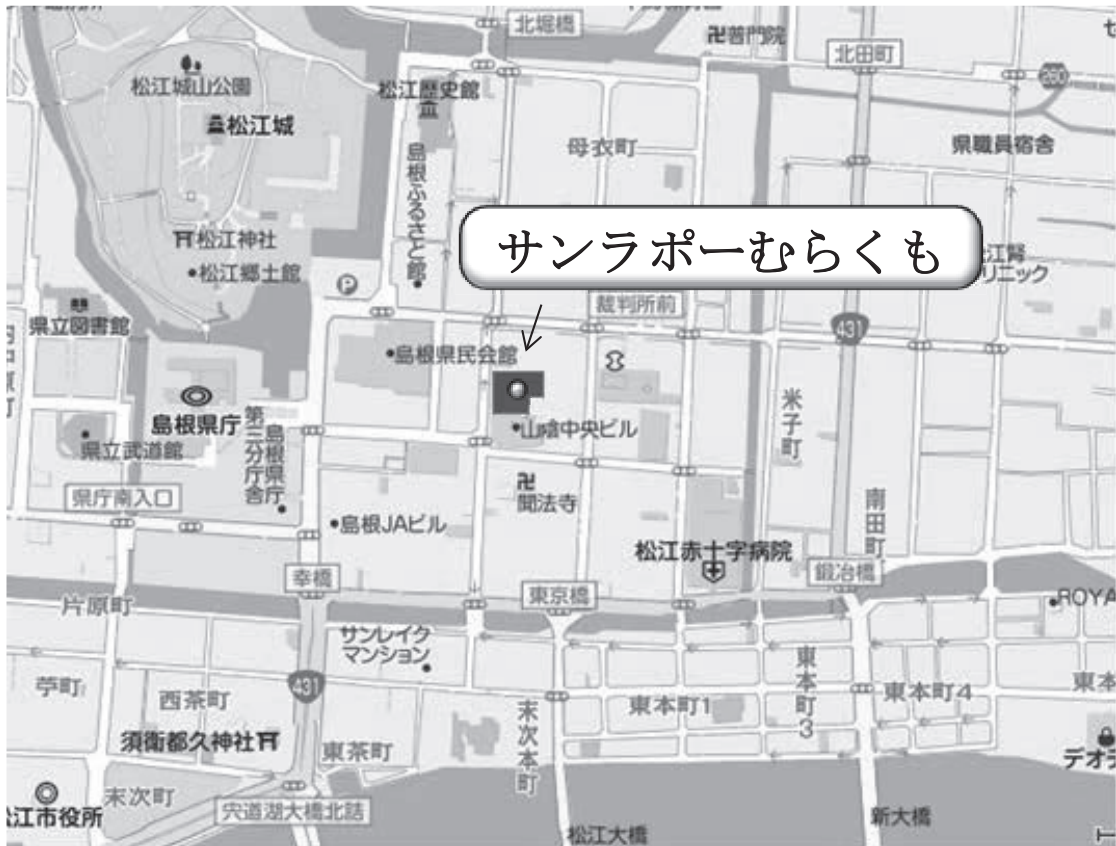 北堀橋
卍普門院
北田町
260
松江城山公園
松江歴史館
松江城
母衣町
県職員宿舎
島根ふるさと館
サンラポーむらくも
松江神社
松江郷土館
P
裁判所前
リニック
県立図書館
431
島根県民会館
島根県庁
米子町
山陰中央ビル
県立武道館
島根県庁
第三分庁舎
県庁南入口
卍
聞法寺
南田町
島根JAビル
松江赤十字病院
幸橋
東京橋
鍛冶橋
片原町
ROYA
サンレイク
マンション
苧町
431
西茶町
東本町1
東本町3
東本町4
東本
末次本町
須衛都久神社
東茶町
末次町
江市役所
宍道湖大橋北詰
松江大橋
新大橋